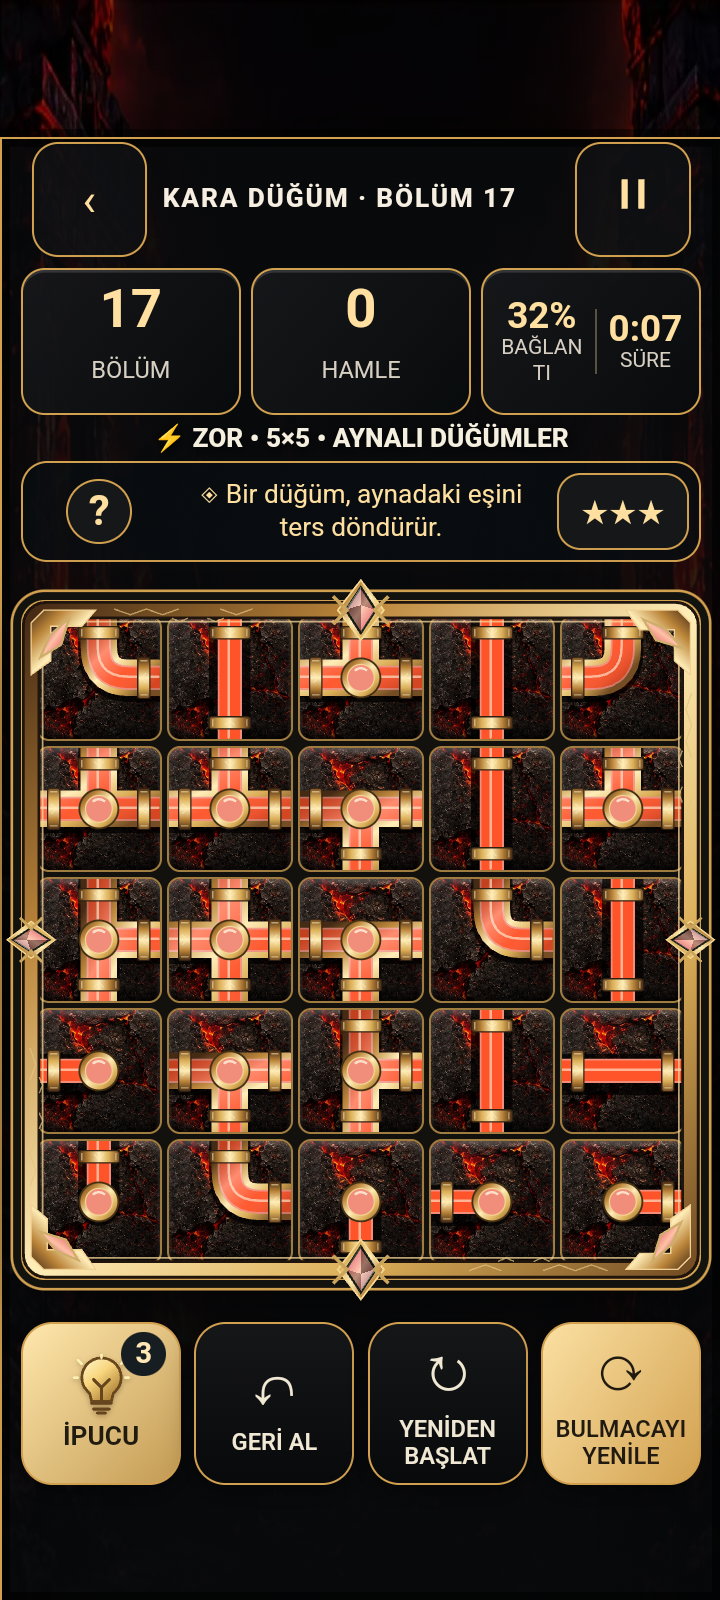 ‹
KARA DÜĞÜM · BÖLÜM 17
17
BÖLÜM
0
HAMLE
32%
BAĞLAN
TI
0:07
SÜRE
⚡ ZOR • 5×5 • AYNALI DÜĞÜMLER
?
◈ Bir düğüm, aynadaki eşini
ters döndürür.
★★★
3
İPUCU
GERİ AL
YENİDEN
BAŞLAT
BULMACAYI
YENİLE